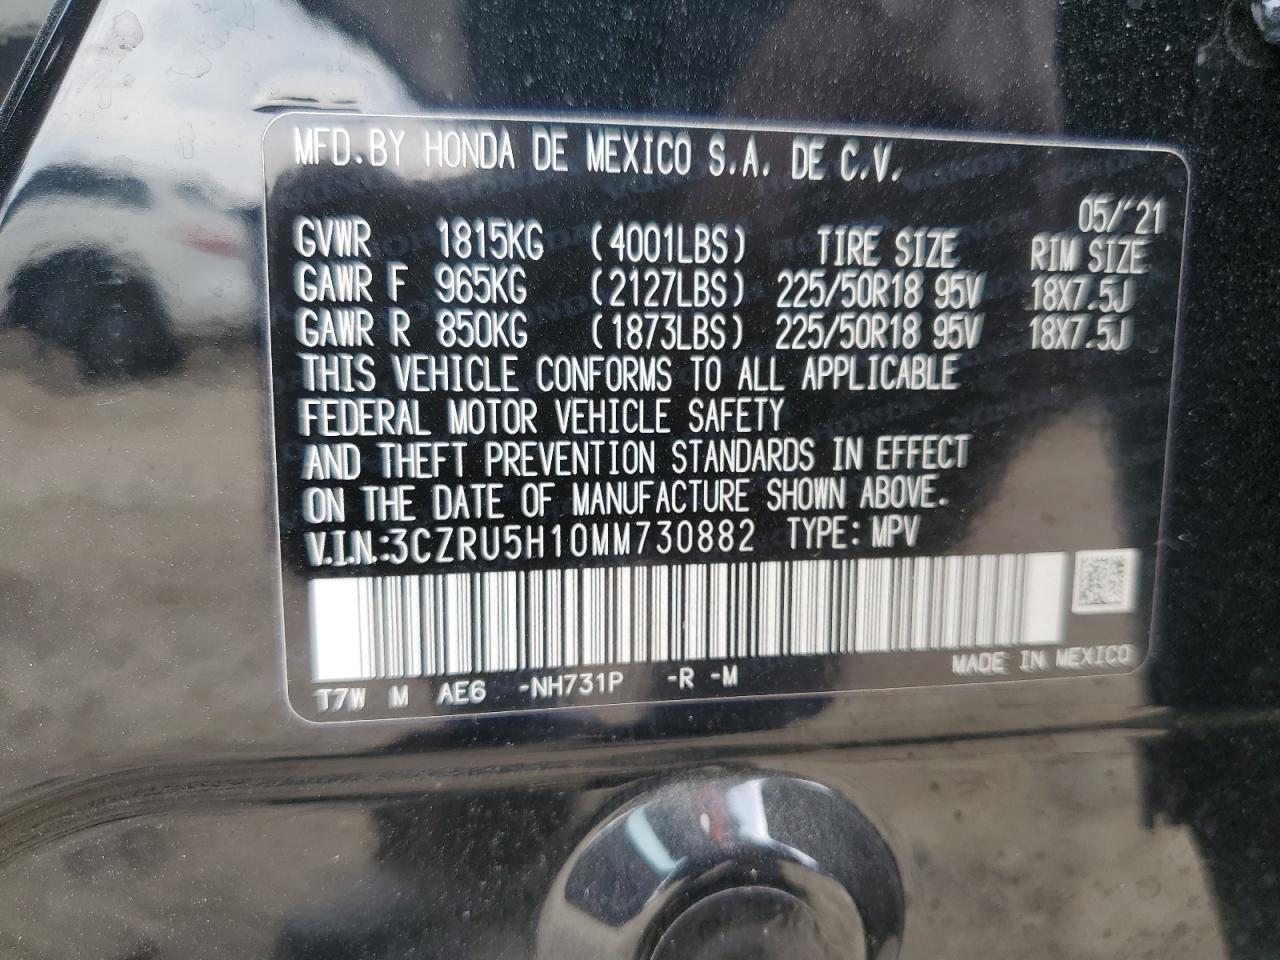 MFD.BY HONDA DE MEXICO S.A. DE C.V.
05/'21
GVWR 1815KG (4001LBS) TIRE SIZE RIM SIZE
GAWR F 965KG (2127LBS) 225/50R18 95V 18X7.5J
GAWR R 850KG (1873LBS) 225/50R18 95V 18X7.5J
THIS VEHICLE CONFORMS TO ALL APPLICABLE
FEDERAL MOTOR VEHICLE SAFETY
AND THEFT PREVENTION STANDARDS IN EFFECT
ON THE DATE OF MANUFACTURE SHOWN ABOVE.
V.I.N.:3CZRU5H10MM730882 TYPE: MPV
MADE IN MEXICO
T7W M AE6 -NH731P -R -M